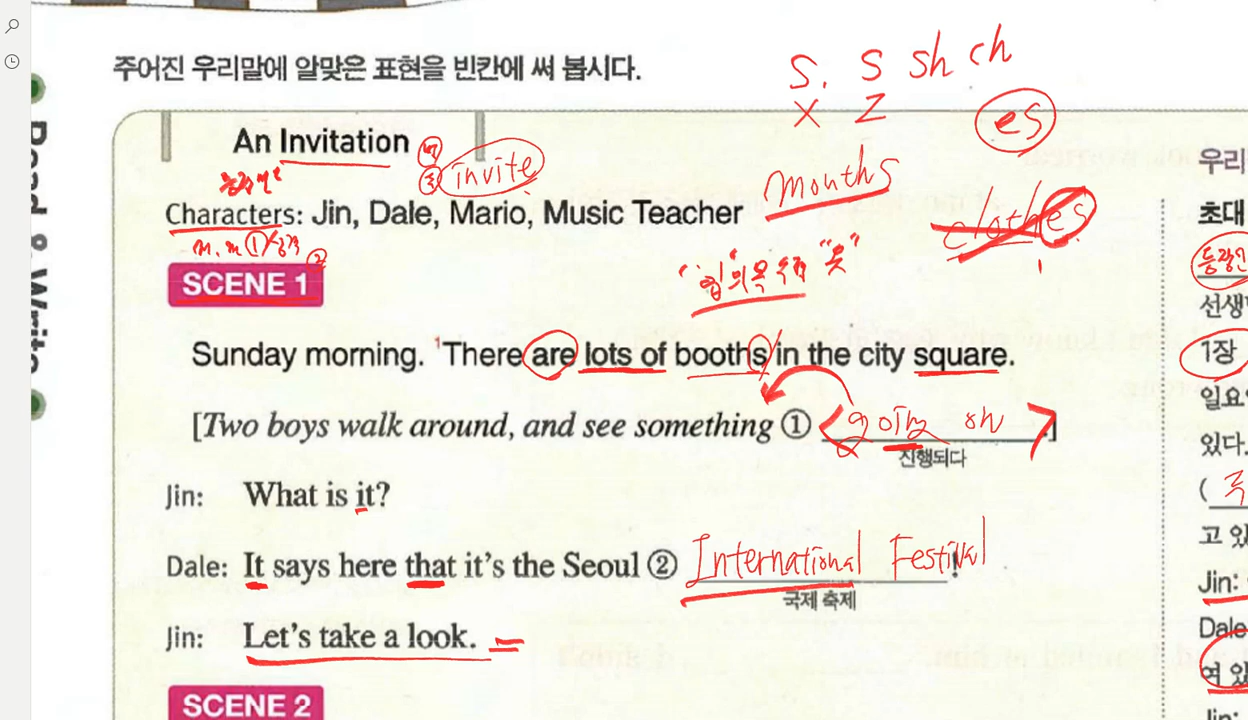 주어진 우리말에 알맞은 표현을 빈칸에 써 봅시다.
s. s sh ch
x z
es
An Invitation
invite
months
clothes
Characters: Jin, Dale, Mario, Music Teacher
SCENE 1
Sunday morning. ¹There are lots of booths in the city square.
[Two boys walk around, and see something ① going on .]
진행되다
Jin: What is it?
Dale: It says here that it's the Seoul ② International Festival !
국제 축제
Jin: Let's take a look. =
SCENE 2
Read & Write
우리
초대
등장인
선생
1장
일요
있다.
(
고 있
Jin:
Dale
여 있
Jin: